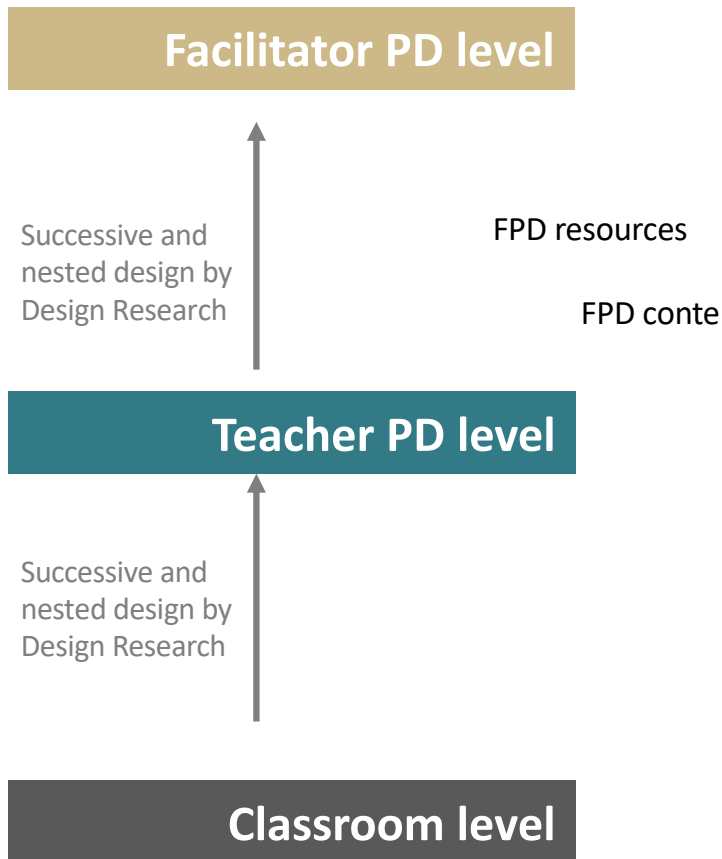 Facilitator PD level
Successive and
nested design by
Design Research
FPD resources
FPD conte
Teacher PD level
Successive and
nested design by
Design Research
Classroom level